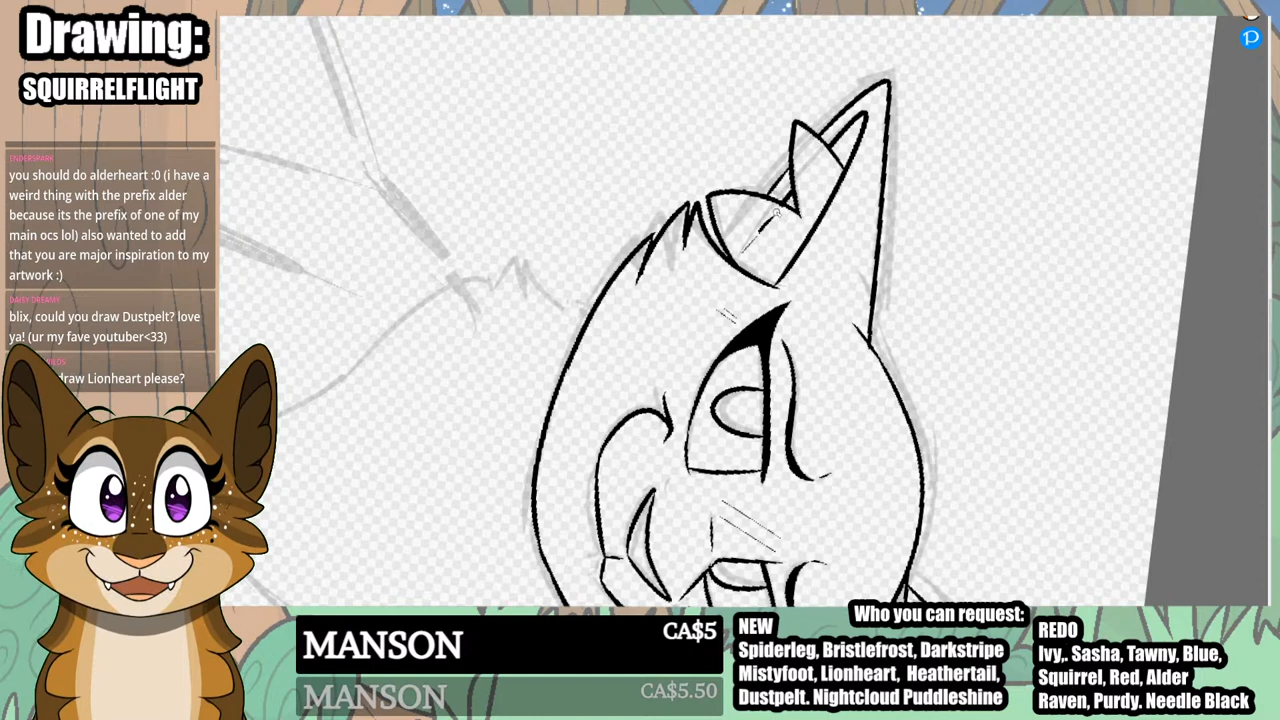 Drawing:
SQUIRRELFLIGHT
ENDERSPARK
you should do alderheart :0 (i have a
weird thing with the prefix alder
because its the prefix of one of my
main ocs lol) also wanted to add
that you are major inspiration to my
artwork :)
DAISY DREAMY
blix, could you draw Dustpelt? love
ya! (ur my fave youtuber<33)
draw Lionheart please?
MANSON
CA$5
MANSON
CA$5.50
Who you can request:
NEW
Spiderleg, Bristlefrost, Darkstripe
Mistyfoot, Lionheart, Heathertail,
Dustpelt. Nightcloud Puddleshine
REDO
Ivy,. Sasha, Tawny, Blue,
Squirrel, Red, Alder
Raven, Purdy. Needle Black